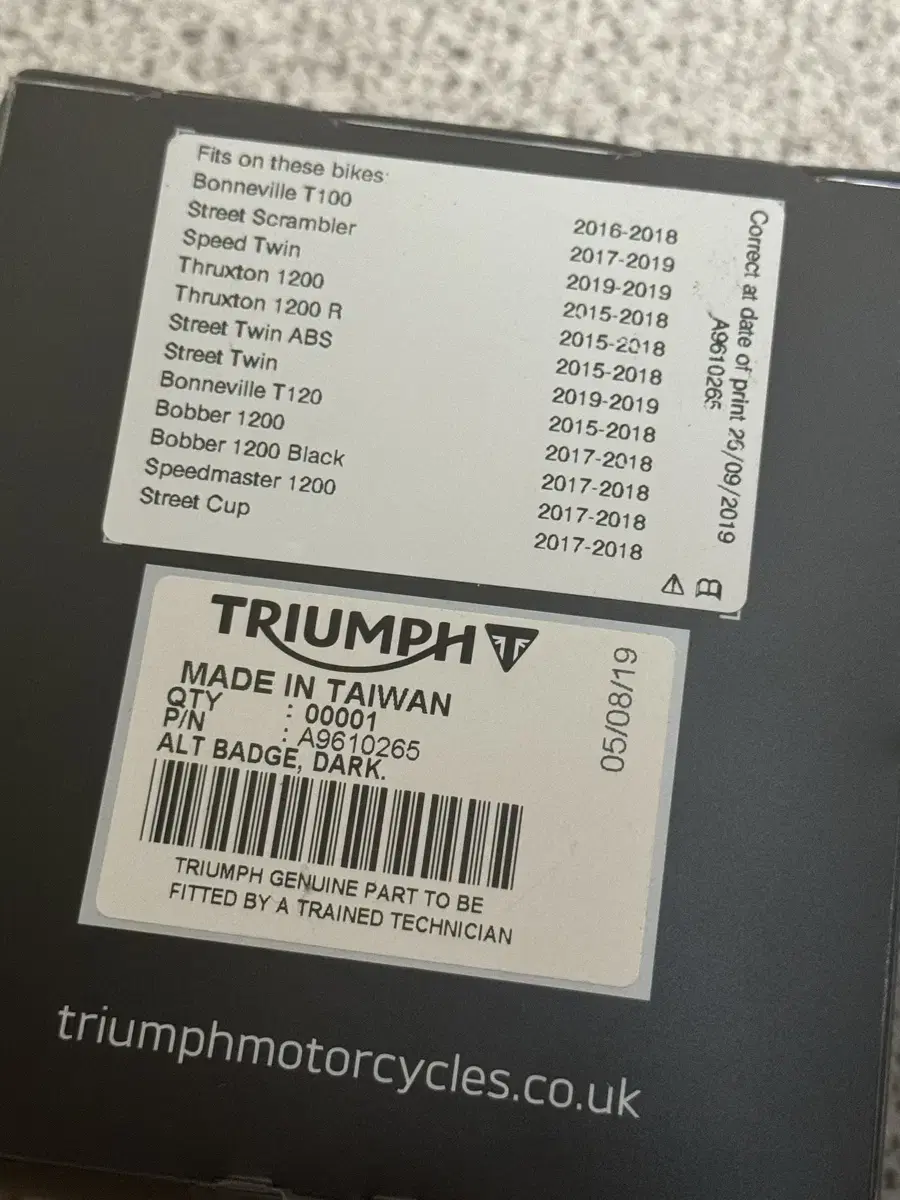 Fits on these bikes:
Bonneville T100 2016-2018
Street Scrambler 2017-2019
Speed Twin 2019-2019
Thruxton 1200 2015-2018
Thruxton 1200 R 2015-2018
Street Twin ABS 2015-2018
Street Twin 2019-2019
Bonneville T120 2015-2018
Bobber 1200 2017-2018
Bobber 1200 Black 2017-2018
Speedmaster 1200 2017-2018
Street Cup 2017-2018
Correct at date of print 26/09/2019
A9610265
TRIUMPH
MADE IN TAIWAN
QTY : 00001
P/N : A9610265
ALT BADGE, DARK.
TRIUMPH GENUINE PART TO BE
FITTED BY A TRAINED TECHNICIAN
05/08/19
triumphmotorcycles.co.uk